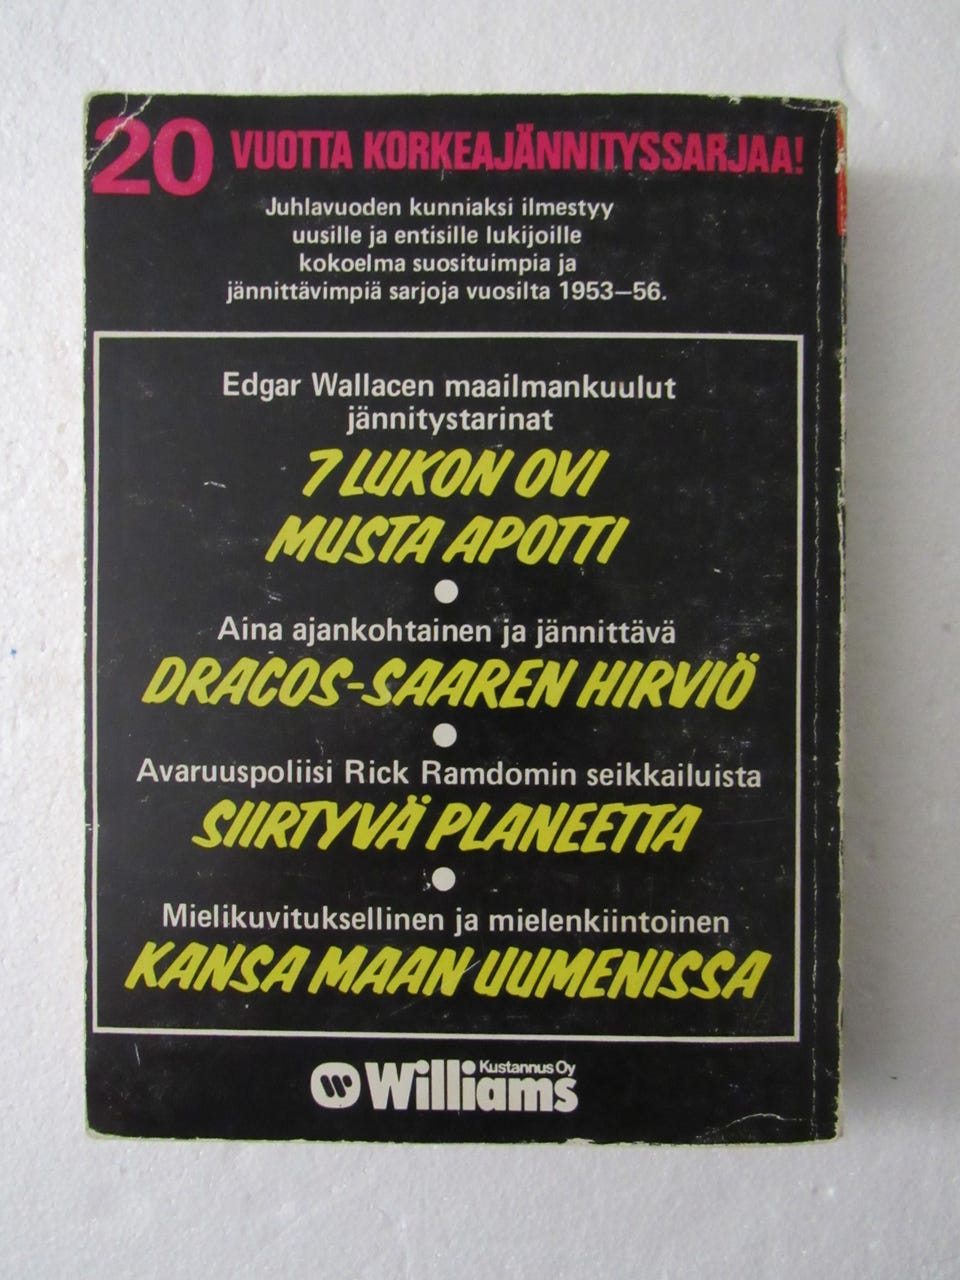 20 VUOTTA KORKEAJÄNNITYSSARJAA!
Juhlavuoden kunniaksi ilmestyy
uusille ja entisille lukijoille
kokoelma suosituimpia ja
jännittävimpiä sarjoja vuosilta 1953—56.
Edgar Wallacen maailmankuulut
jännitystarinat
7 LUKON OVI
MUSTA APOTTI
Aina ajankohtainen ja jännittävä
DRACOS-SAAREN HIRVIÖ
Avaruuspoliisi Rick Ramdomin seikkailuista
SIIRTYVÄ PLANEETTA
Mielikuvituksellinen ja mielenkiintoinen
KANSA MAAN UUMENISSA
Kustannus Oy
Williams